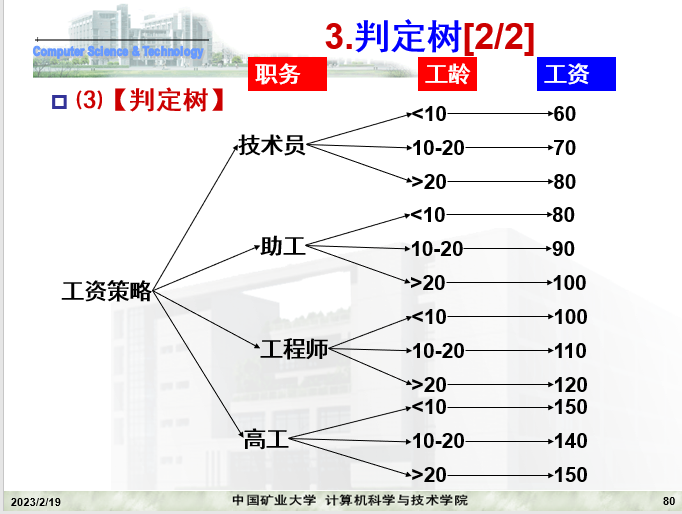 Computer Science & Technology
3.判定树[2/2]
职务 工龄 工资
(3)【判定树】
<10 60
技术员 10-20 70
>20 80
<10 80
助工 10-20 90
>20 100
工资策略
<10 100
工程师 10-20 110
>20 120
<10 150
高工 10-20 140
>20 150
2023/2/19 中国矿业大学 计算机科学与技术学院 80